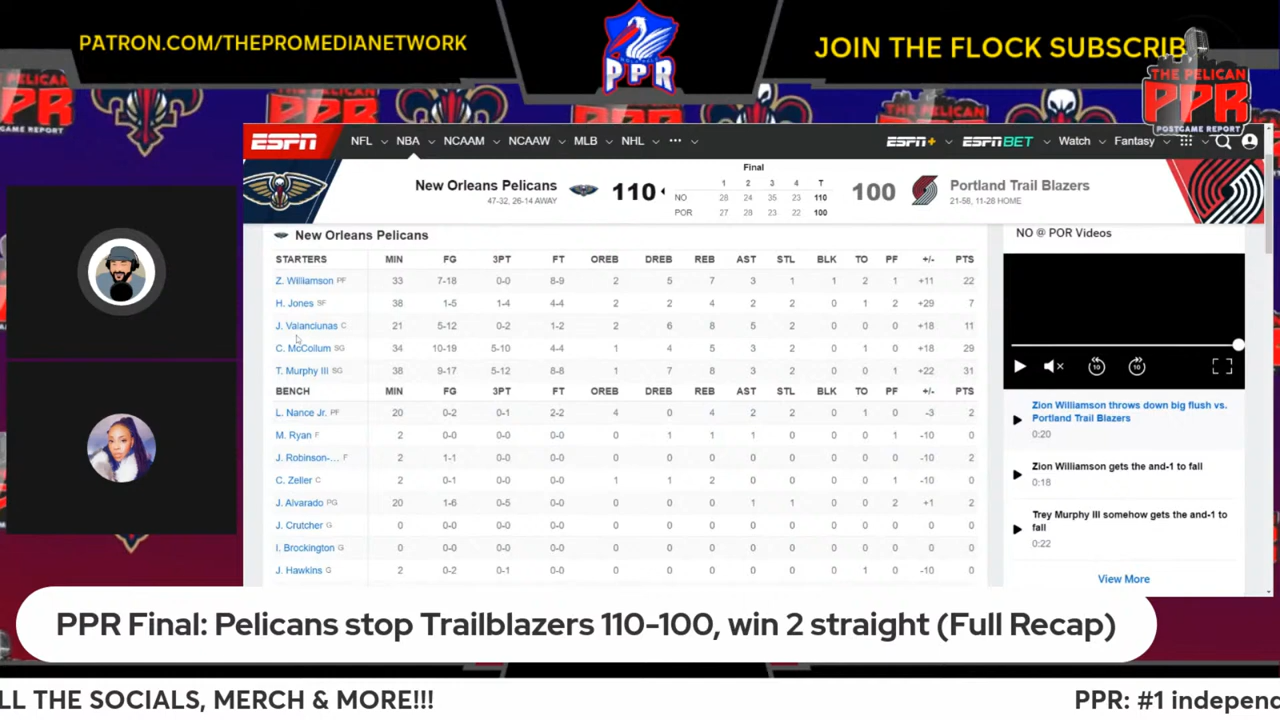 PATRON.COM/THEPROMEDIANETWORK
PPR
JOIN THE FLOCK SUBSCRIB
THE PELICAN
PPR
POSTGAME REPORT
ESPN NFL NBA NCAAM NCAAW MLB NHL ••• ESPN+ ESPN BET Watch Fantasy
Final
New Orleans Pelicans 110 1 2 3 4 T 100 Portland Trail Blazers
47-32, 26-14 AWAY NO 28 24 35 23 110 21-58, 11-28 HOME
POR 27 28 23 22 100
New Orleans Pelicans
STARTERS MIN FG 3PT FT OREB DREB REB AST STL BLK TO PF +/- PTS
Z. Williamson PF 33 7-18 0-0 8-9 2 5 7 3 1 1 2 1 +11 22
H. Jones SF 38 1-5 1-4 4-4 2 2 4 2 2 0 1 2 +29 7
J. Valanciunas C 21 5-12 0-2 1-2 2 6 8 5 2 0 0 0 +18 11
C. McCollum SG 34 10-19 5-10 4-4 1 4 5 3 2 0 1 0 +18 29
T. Murphy III SG 38 9-17 5-12 8-8 1 7 8 3 2 0 0 1 +22 31
BENCH MIN FG 3PT FT OREB DREB REB AST STL BLK TO PF +/- PTS
L. Nance Jr. PF 20 0-2 0-1 2-2 4 0 4 2 2 0 1 0 -3 2
M. Ryan F 2 0-0 0-0 0-0 0 1 1 1 0 0 0 1 -10 0
J. Robinson-... F 2 1-1 0-0 0-0 0 0 0 0 0 0 0 0 -10 2
C. Zeller C 2 0-1 0-0 0-0 1 1 2 0 0 0 0 1 -10 0
J. Alvarado PG 20 1-6 0-5 0-0 0 0 0 1 1 0 0 2 +1 2
J. Crutcher G 0 0-0 0-0 0-0 0 0 0 0 0 0 0 0 0 0
I. Brockington G 0 0-0 0-0 0-0 0 0 0 0 0 0 0 0 0 0
J. Hawkins G 2 0-2 0-1 0-0 0 0 0 0 0 0 1 0 -10 0
NO @ POR Videos
10 10
Zion Williamson throws down big flush vs.
Portland Trail Blazers
0:20
Zion Williamson gets the and-1 to fall
0:18
Trey Murphy III somehow gets the and-1 to
fall
0:22
View More
PPR Final: Pelicans stop Trailblazers 110-100, win 2 straight (Full Recap)
LL THE SOCIALS, MERCH & MORE!!! PPR: #1 independ